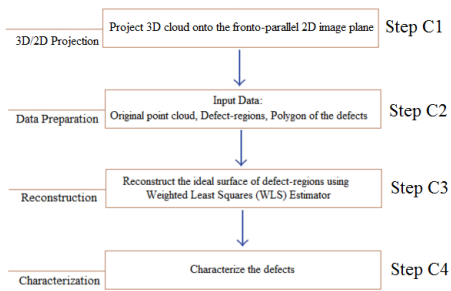 Project 3D cloud onto the fronto-parallel 2D image plane
Step C1
3D/2D Projection
Input Data:
Original point cloud, Defect-regions, Polygon of the defects
Step C2
Data Preparation
Reconstruct the ideal surface of defect-regions using
Weighted Least Squares (WLS) Estimator
Step C3
Reconstruction
Characterize the defects
Step C4
Characterization